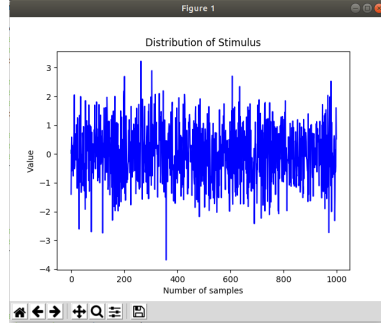 Figure 1
Distribution of Stimulus
3
2
1
0
−1
−2
−3
−4
Value
0 200 400 600 800 1000
Number of samples